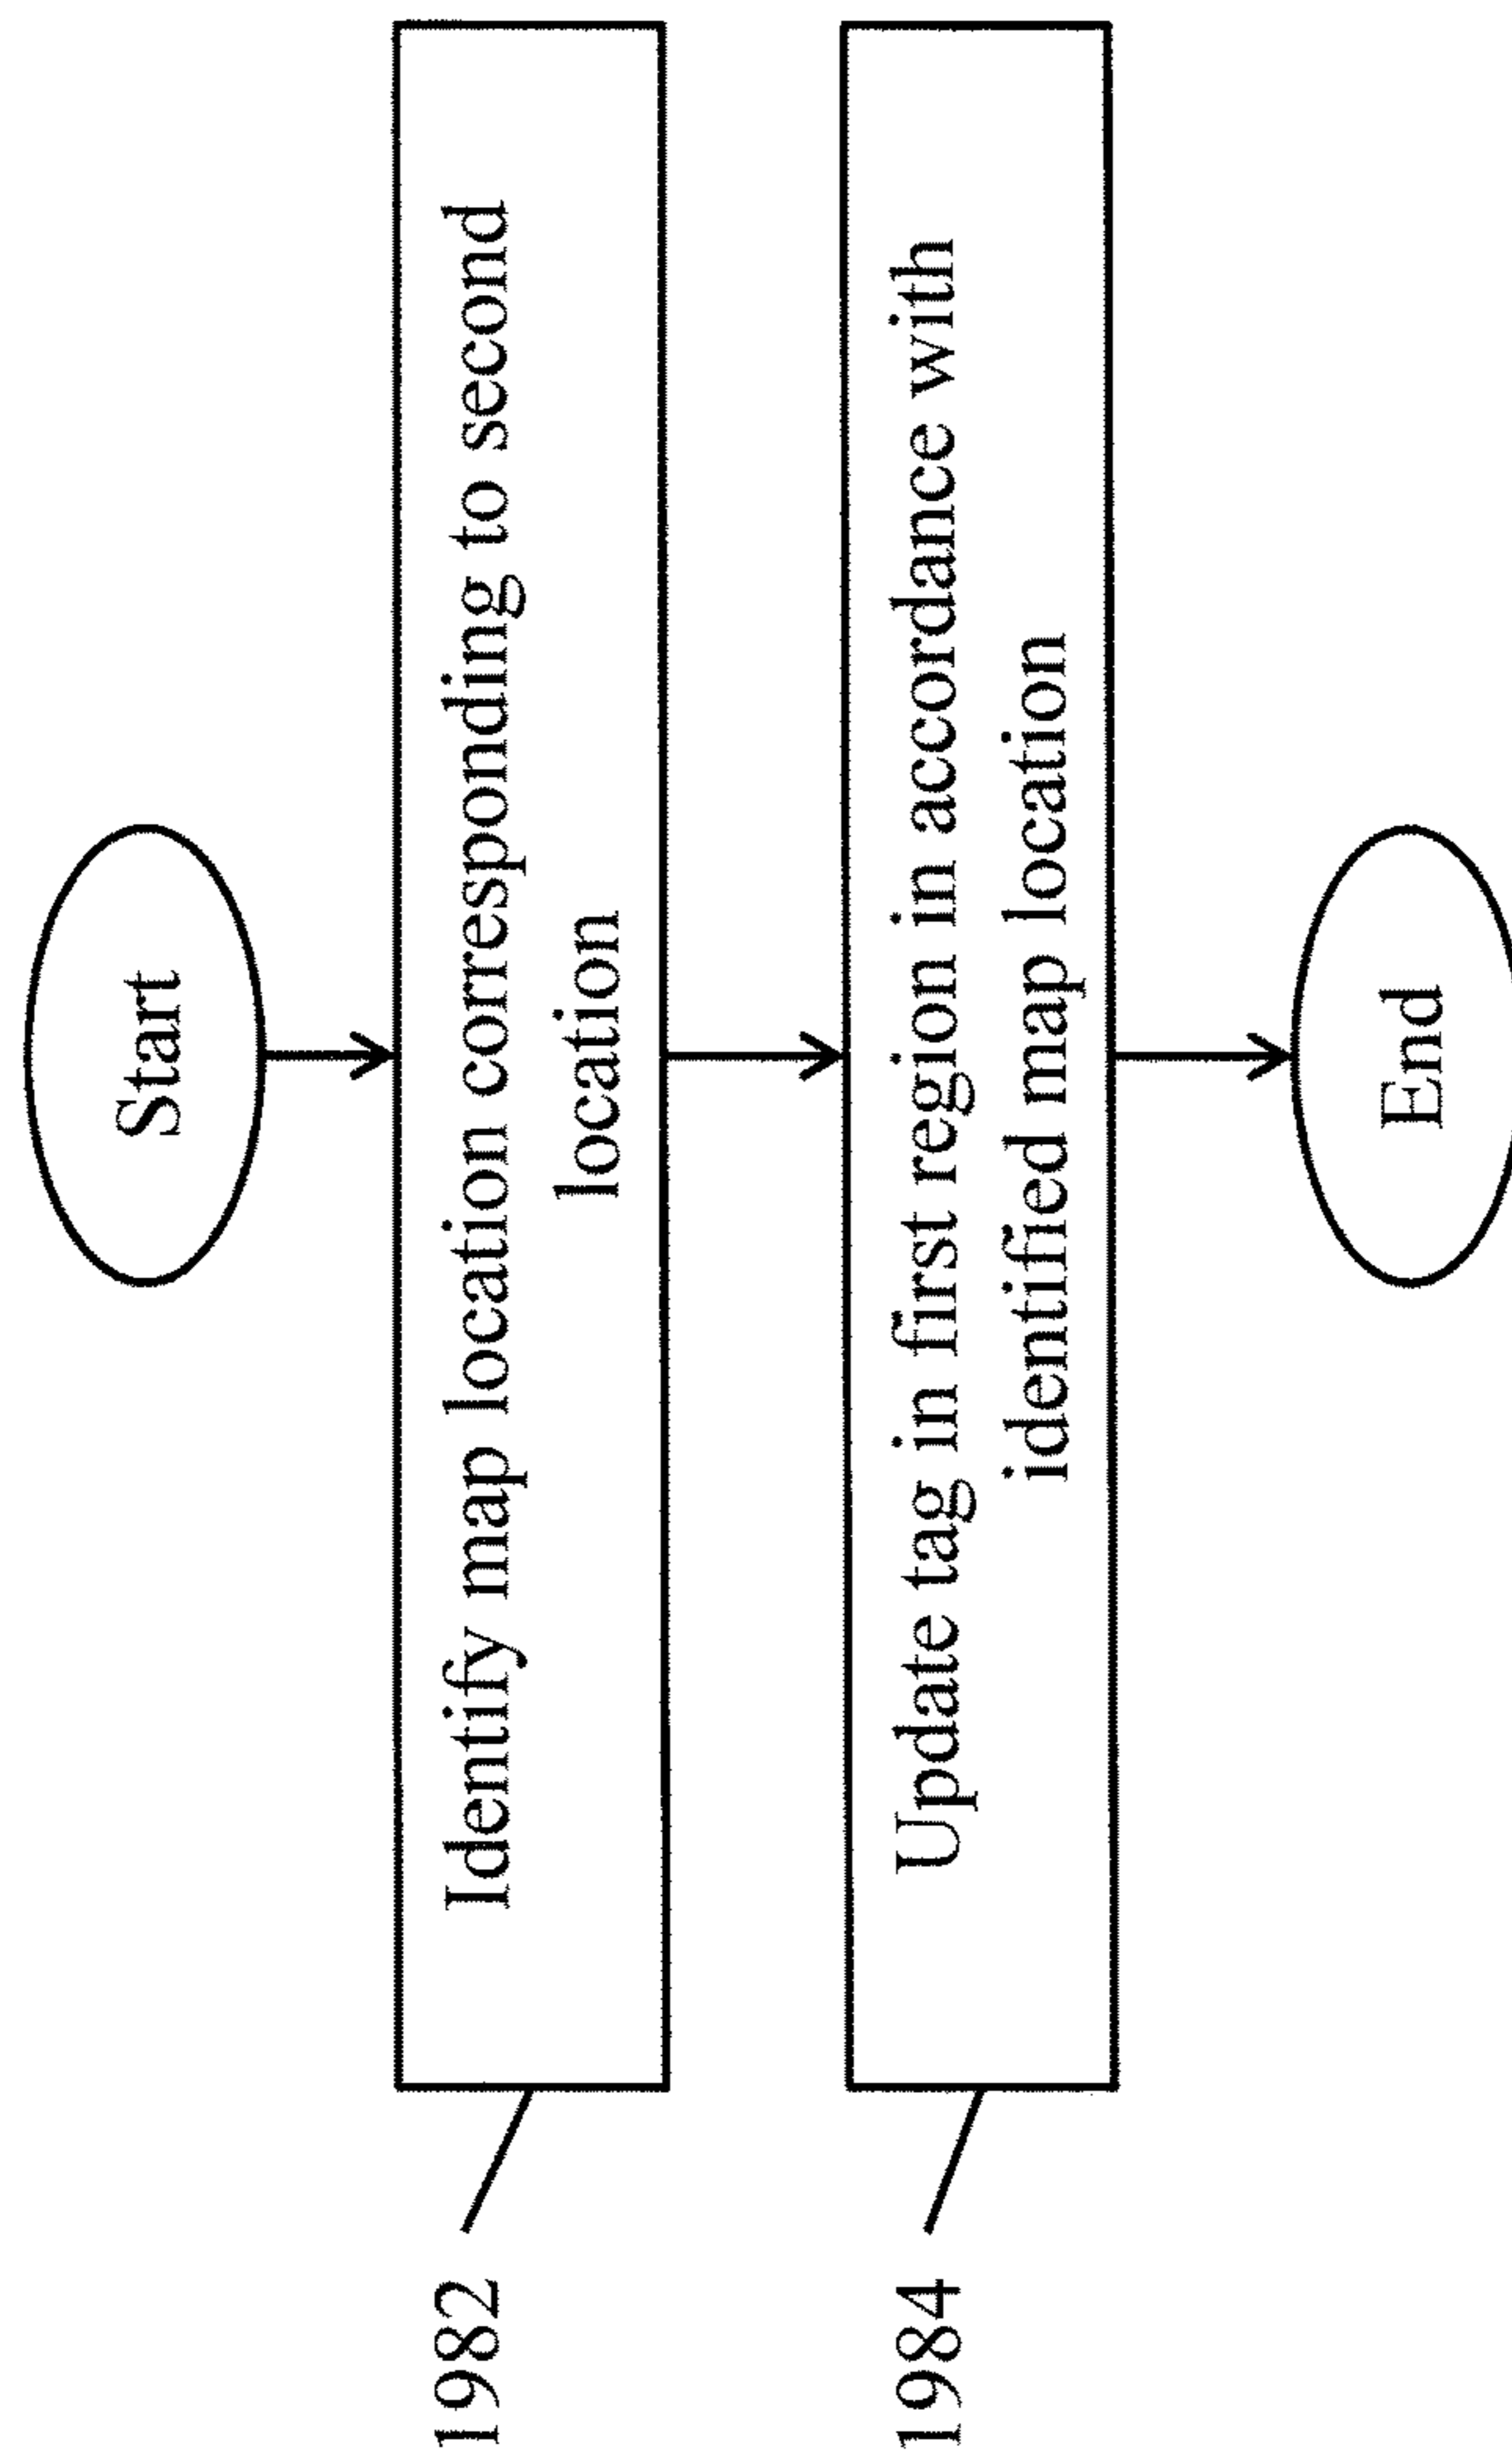 Start
1982
Identify map location corresponding to second
location
1984
Update tag in first region in accordance with
identified map location
End